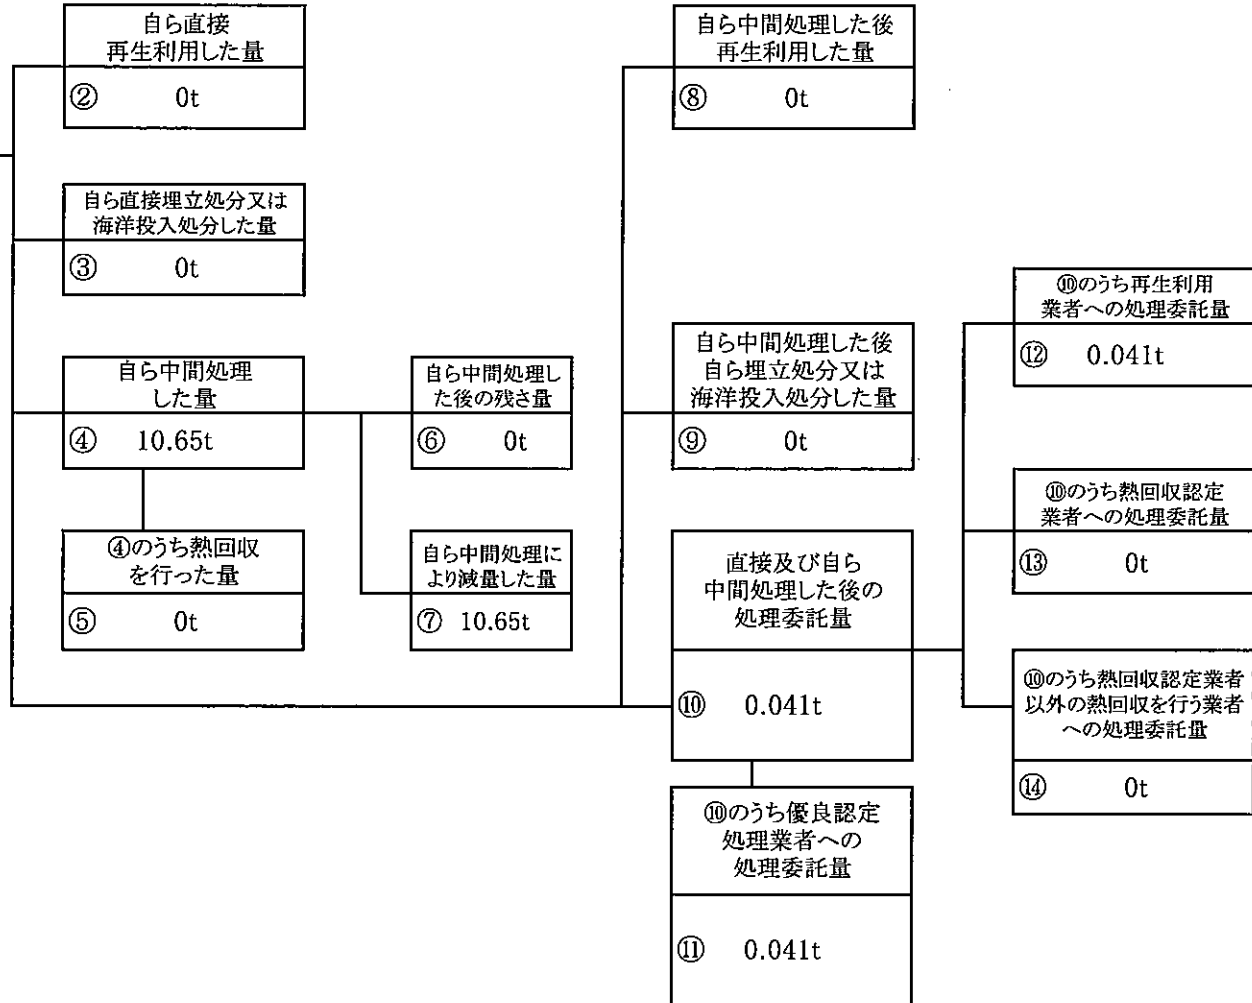 自ら直接
再生利用した量
② 0t
自ら直接埋立処分又は
海洋投入処分した量
③ 0t
自ら中間処理
した量
④ 10.65t
④のうち熱回収
を行った量
⑤ 0t
自ら中間処理し
た後の残さ量
⑥ 0t
自ら中間処理に
より減量した量
⑦ 10.65t
自ら中間処理した後
再生利用した量
⑧ 0t
自ら中間処理した後
自ら埋立処分又は
海洋投入処分した量
⑨ 0t
直接及び自ら
中間処理した後の
処理委託量
⑩ 0.041t
⑩のうち優良認定
処理業者への
処理委託量
⑪ 0.041t
⑩のうち再生利用
業者への処理委託量
⑫ 0.041t
⑩のうち熱回収認定
業者への処理委託量
⑬ 0t
⑩のうち熱回収認定業者
以外の熱回収を行う業者
への処理委託量
⑭ 0t